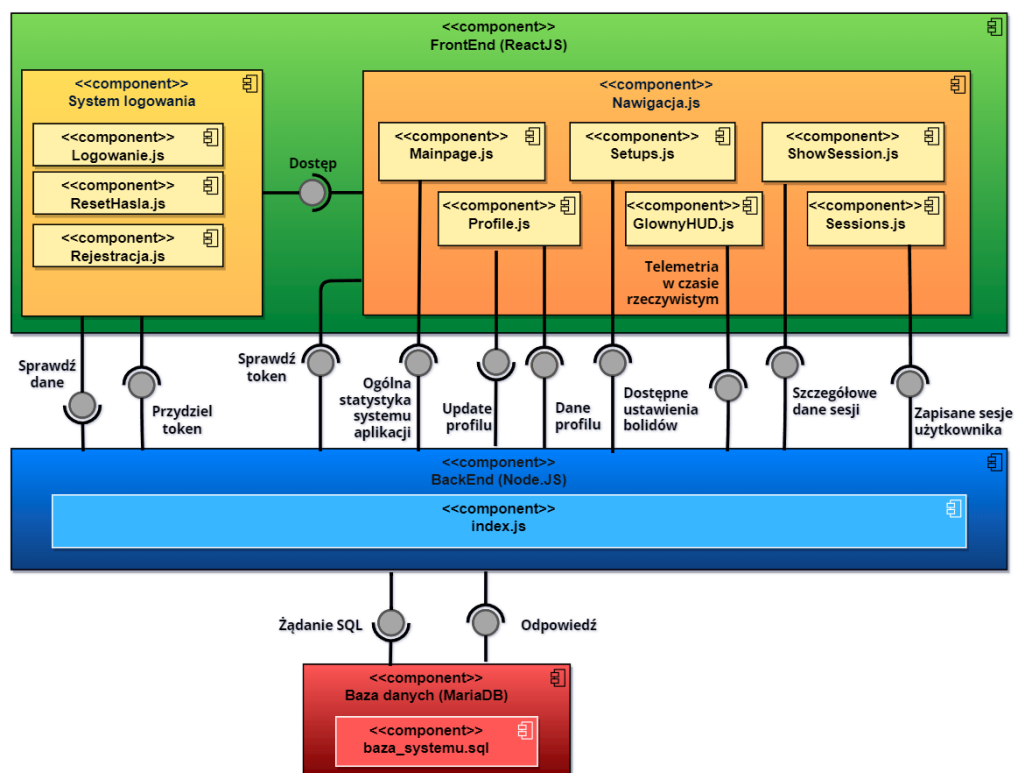 <<component>>
FrontEnd (ReactJS)
<<component>>
System logowania
<<component>>
Logowanie.js
<<component>>
ResetHasla.js
<<component>>
Rejestracja.js
Dostęp
<<component>>
Nawigacja.js
<<component>>
Mainpage.js
<<component>>
Setups.js
<<component>>
ShowSession.js
<<component>>
Profile.js
<<component>>
GlownyHUD.js
<<component>>
Sessions.js
Telemetria
w czasie
rzeczywistym
Sprawdź
dane
Przydziel
token
Sprawdź
token
Ogólna
statystyka
systemu
aplikacji
Update
profilu
Dane
profilu
Dostępne
ustawienia
bolidów
Szczegółowe
dane sesji
Zapisane sesje
użytkownika
<<component>>
BackEnd (Node.JS)
<<component>>
index.js
Żądanie SQL
Odpowiedź
<<component>>
Baza danych (MariaDB)
<<component>>
baza_systemu.sql